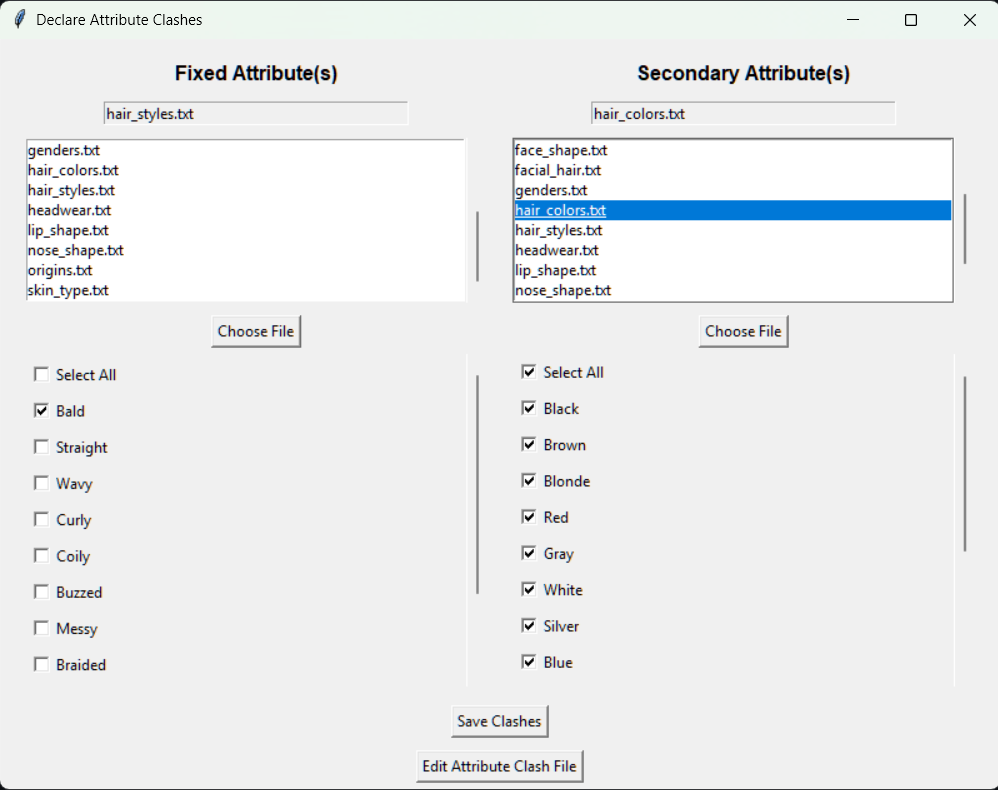 Declare Attribute Clashes
Fixed Attribute(s)
hair_styles.txt
genders.txt
hair_colors.txt
hair_styles.txt
headwear.txt
lip_shape.txt
nose_shape.txt
origins.txt
skin_type.txt
Choose File
Select All
Bald
Straight
Wavy
Curly
Coily
Buzzed
Messy
Braided
Secondary Attribute(s)
hair_colors.txt
face_shape.txt
facial_hair.txt
genders.txt
hair_colors.txt
hair_styles.txt
headwear.txt
lip_shape.txt
nose_shape.txt
Choose File
Select All
Black
Brown
Blonde
Red
Gray
White
Silver
Blue
Save Clashes
Edit Attribute Clash File